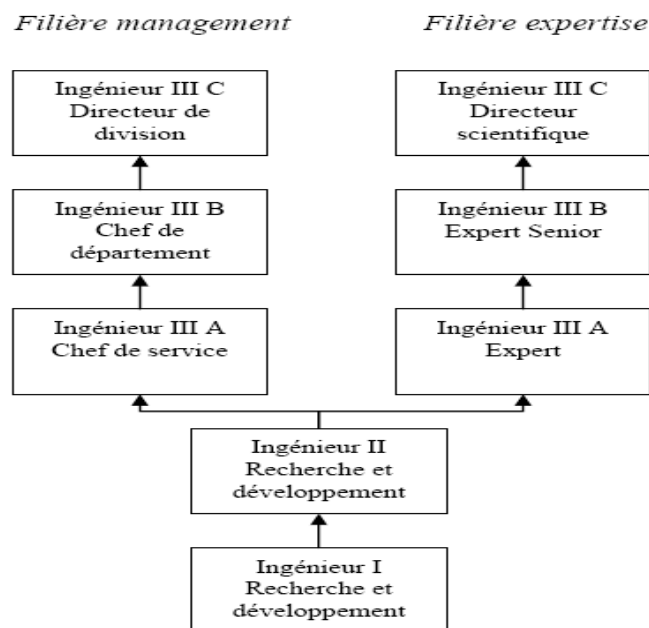 Filière management
Filière expertise
Ingénieur III C
Directeur de
division
Ingénieur III C
Directeur
scientifique
Ingénieur III B
Chef de
département
Ingénieur III B
Expert Senior
Ingénieur III A
Chef de service
Ingénieur III A
Expert
Ingénieur II
Recherche et
développement
Ingénieur I
Recherche et
développement